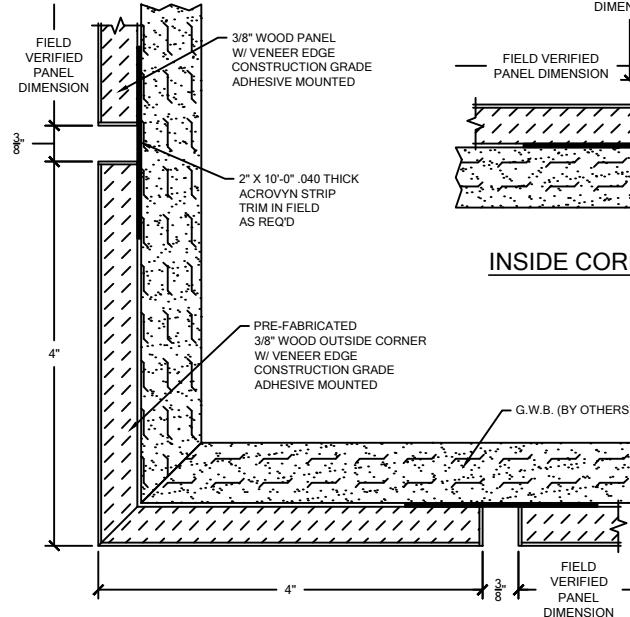 DIMEN
FIELD
VERIFIED
PANEL
DIMENSION
3/8" WOOD PANEL
W/ VENEER EDGE
CONSTRUCTION GRADE
ADHESIVE MOUNTED
FIELD VERIFIED
PANEL DIMENSION
3/8"
2" X 10'-0" .040 THICK
ACROVYN STRIP
TRIM IN FIELD
AS REQ'D
INSIDE COR
PRE-FABRICATED
3/8" WOOD OUTSIDE CORNER
W/ VENEER EDGE
CONSTRUCTION GRADE
ADHESIVE MOUNTED
4"
G.W.B. (BY OTHERS
4"
3/8"
FIELD
VERIFIED
PANEL
DIMENSION